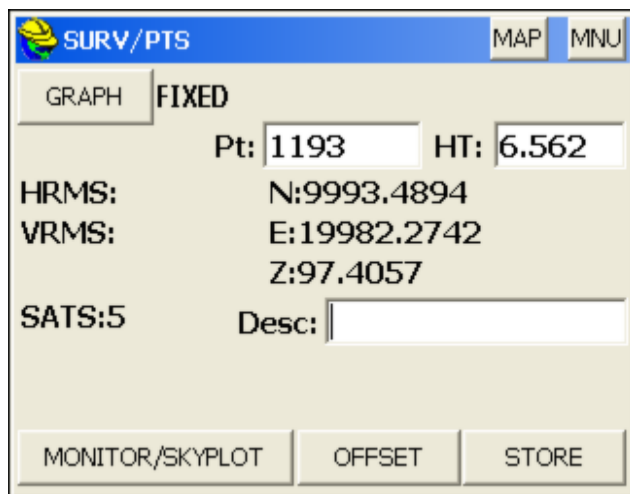 SURV/PTS MAP MNU
GRAPH FIXED
Pt: 1193 HT: 6.562
HRMS: N:9993.4894
VRMS: E:19982.2742
Z:97.4057
SATS:5 Desc:
MONITOR/SKYPLOT OFFSET STORE